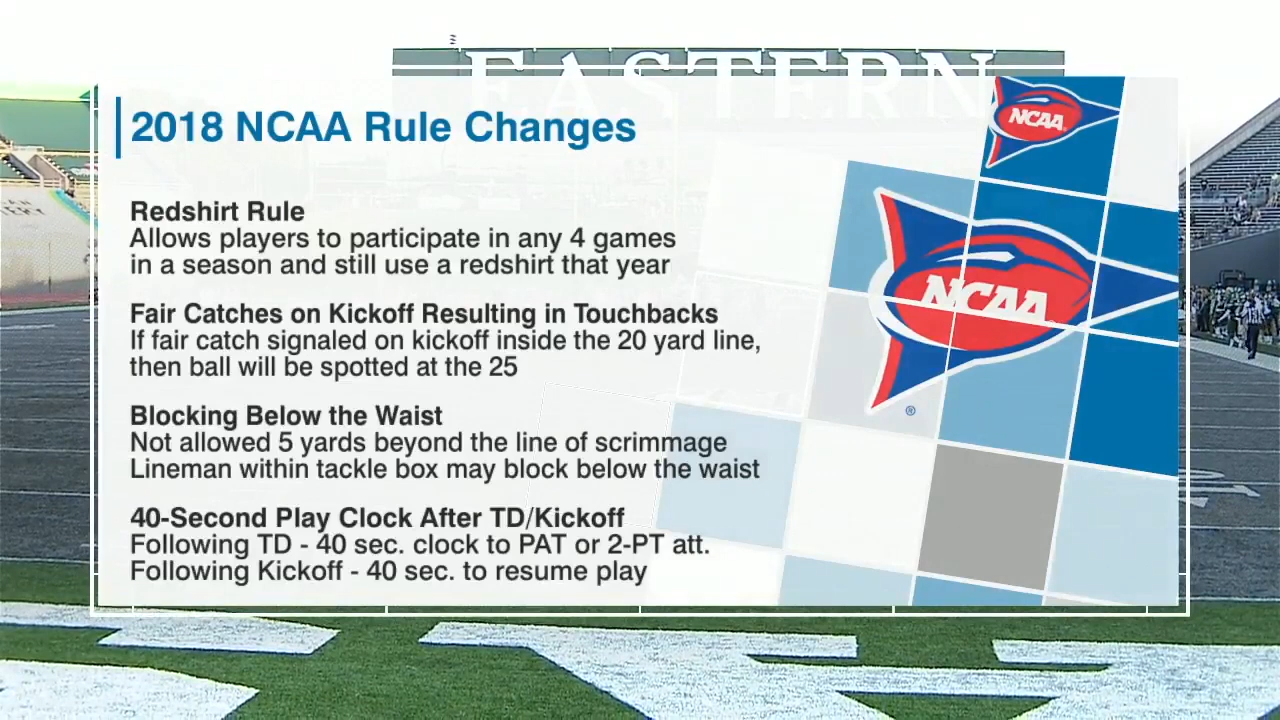 EASTERN
2018 NCAA Rule Changes
NCAA
NCAA
Redshirt Rule
Allows players to participate in any 4 games
in a season and still use a redshirt that year
Fair Catches on Kickoff Resulting in Touchbacks
If fair catch signaled on kickoff inside the 20 yard line,
then ball will be spotted at the 25
Blocking Below the Waist
Not allowed 5 yards beyond the line of scrimmage
Lineman within tackle box may block below the waist
40-Second Play Clock After TD/Kickoff
Following TD - 40 sec. clock to PAT or 2-PT att.
Following Kickoff - 40 sec. to resume play